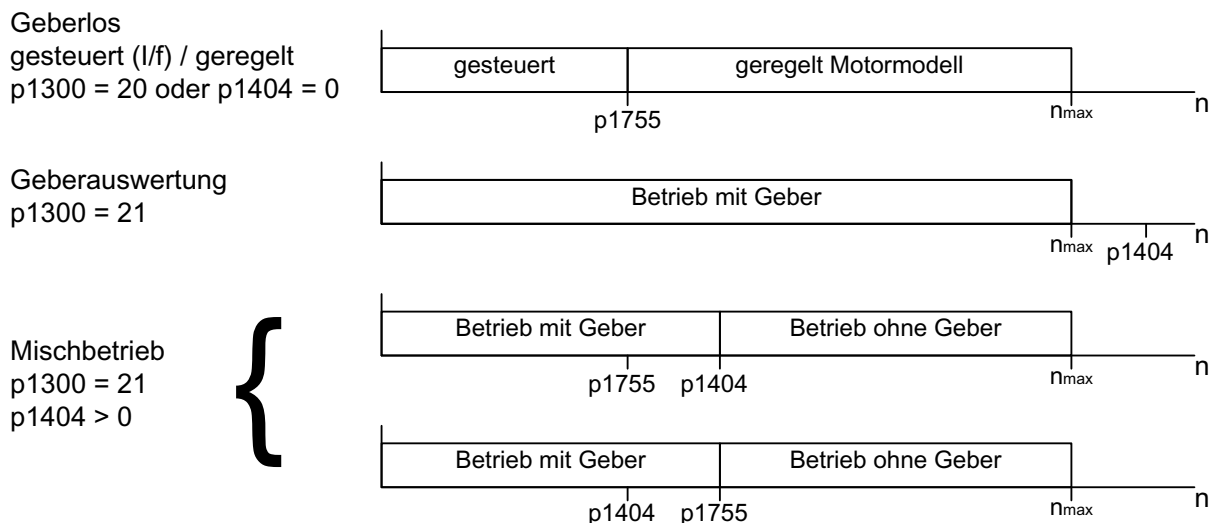 Geberlos
gesteuert (I/f) / geregelt
p1300 = 20 oder p1404 = 0
gesteuert
geregelt Motormodell
p1755
nmax
n
Geberauswertung
p1300 = 21
Betrieb mit Geber
nmax
p1404
n
Mischbetrieb
p1300 = 21
p1404 > 0
{
Betrieb mit Geber
Betrieb ohne Geber
p1755
p1404
nmax
n
Betrieb mit Geber
Betrieb ohne Geber
p1404
p1755
nmax
n